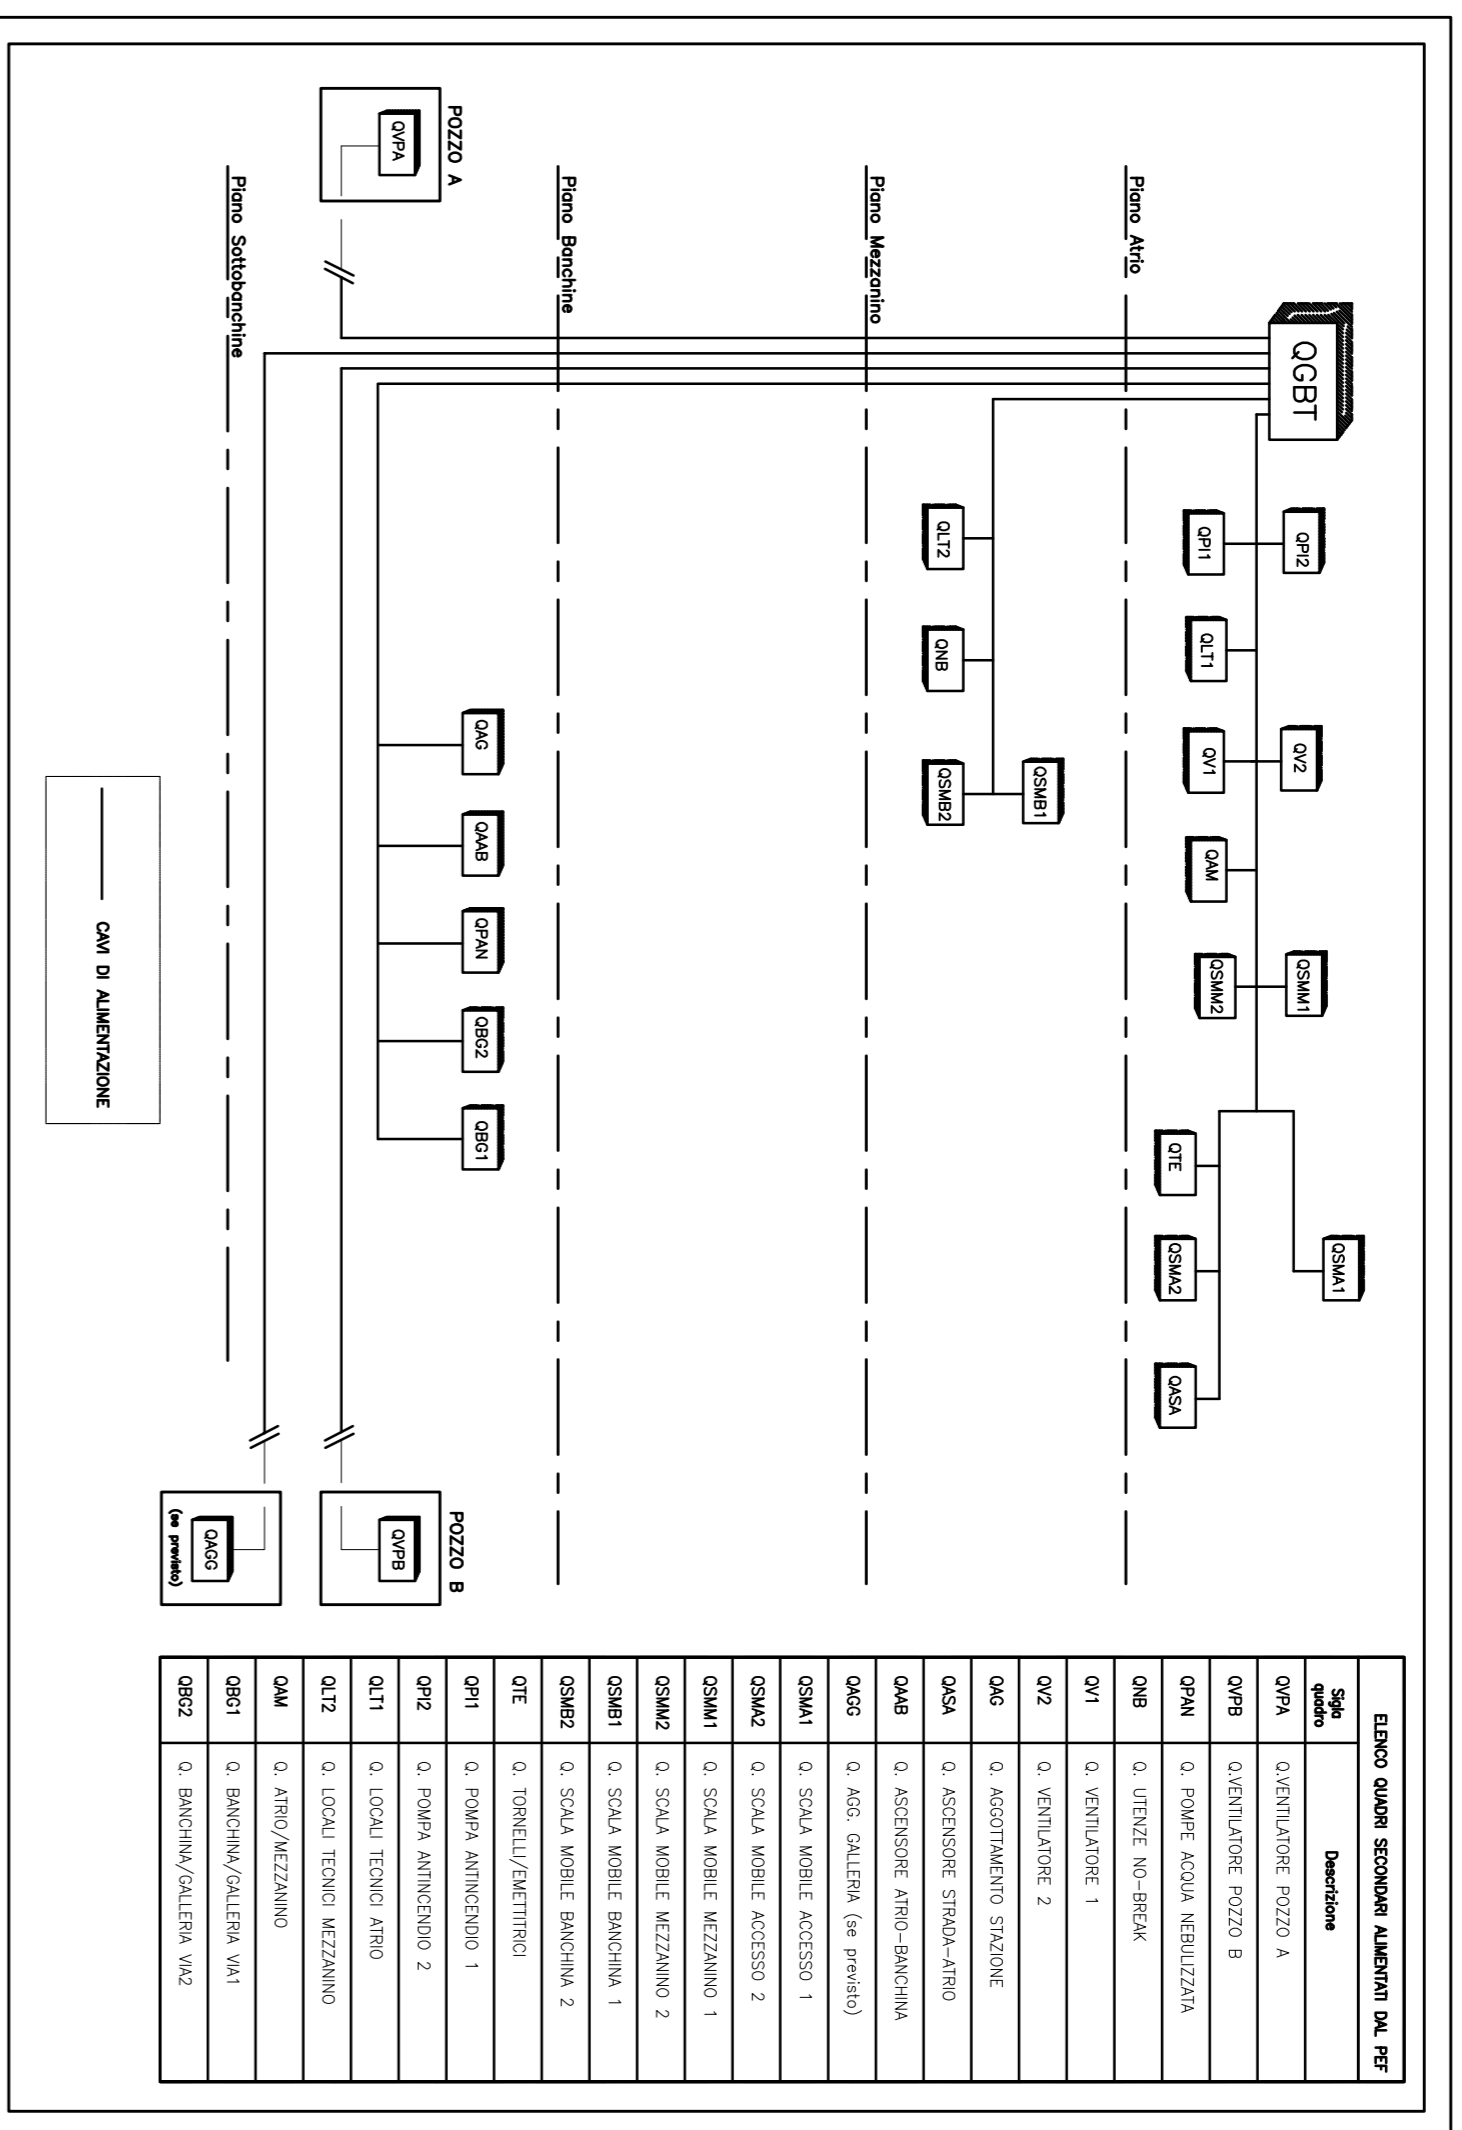 QGBT
QPI2
QPI1
QLT1
QV2
QV1
QAM
QSMM1
QSMM2
QSMA1
QTE
QSMA2
QASA
Piano Atrio
QLT2
QNB
QSMB1
QSMB2
Piano Mezzanino
Piano Banchine
QAG
QAAB
QPAN
QBG2
QBG1
POZZO A
QVPA
POZZO B
QVPB
Piano Sottobanchine
QAGG
(se previsto)
CAVI DI ALIMENTAZIONE
ELENCO QUADRI SECONDARI ALIMENTATI DAL PEF
Sigla quadro Descrizione
QVPA Q.VENTILATORE POZZO A
QVPB Q.VENTILATORE POZZO B
QPAN Q. POMPE ACQUA NEBULIZZATA
QNB Q. UTENZE NO-BREAK
QV1 Q. VENTILATORE 1
QV2 Q. VENTILATORE 2
QAG Q. AGGOTTAMENTO STAZIONE
QASA Q. ASCENSORE STRADA-ATRIO
QAAB Q. ASCENSORE ATRIO-BANCHINA
QAGG Q. AGG. GALLERIA (se previsto)
QSMA1 Q. SCALA MOBILE ACCESSO 1
QSMA2 Q. SCALA MOBILE ACCESSO 2
QSMM1 Q. SCALA MOBILE MEZZANINO 1
QSMM2 Q. SCALA MOBILE MEZZANINO 2
QSMB1 Q. SCALA MOBILE BANCHINA 1
QSMB2 Q. SCALA MOBILE BANCHINA 2
QTE Q. TORNELLI/EMETTITRICI
QPI1 Q. POMPA ANTINCENDIO 1
QPI2 Q. POMPA ANTINCENDIO 2
QLT1 Q. LOCALI TECNICI ATRIO
QLT2 Q. LOCALI TECNICI MEZZANINO
QAM Q. ATRIO/MEZZANINO
QBG1 Q. BANCHINA/GALLERIA VIA1
QBG2 Q. BANCHINA/GALLERIA VIA2